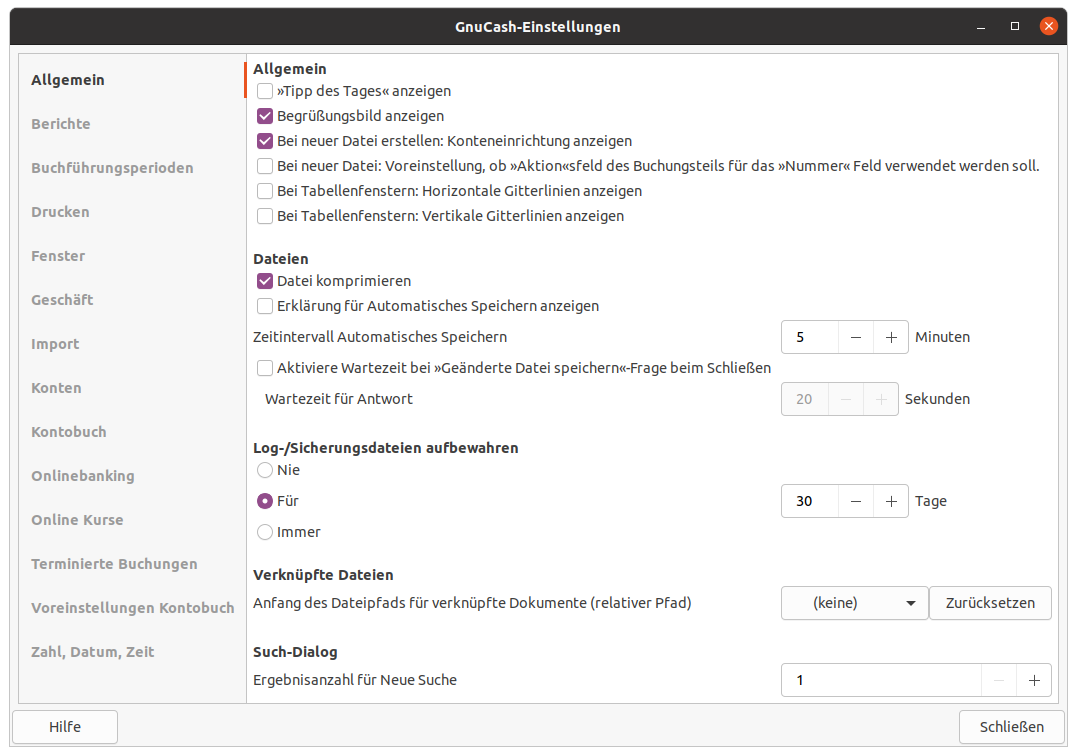 GnuCash-Einstellungen
Allgemein
Berichte
Buchführungsperioden
Drucken
Fenster
Geschäft
Import
Konten
Kontobuch
Onlinebanking
Online Kurse
Terminierte Buchungen
Voreinstellungen Kontobuch
Zahl, Datum, Zeit
Allgemein
»Tipp des Tages« anzeigen
Begrüßungsbild anzeigen
Bei neuer Datei erstellen: Konteneinrichtung anzeigen
Bei neuer Datei: Voreinstellung, ob »Aktion«sfeld des Buchungsteils für das »Nummer« Feld verwendet werden soll.
Bei Tabellenfenstern: Horizontale Gitterlinien anzeigen
Bei Tabellenfenstern: Vertikale Gitterlinien anzeigen
Dateien
Datei komprimieren
Erklärung für Automatisches Speichern anzeigen
Zeitintervall Automatisches Speichern 5 − + Minuten
Aktiviere Wartezeit bei »Geänderte Datei speichern«-Frage beim Schließen
Wartezeit für Antwort 20 − + Sekunden
Log-/Sicherungsdateien aufbewahren
Nie
Für 30 − + Tage
Immer
Verknüpfte Dateien
Anfang des Dateipfads für verknüpfte Dokumente (relativer Pfad) (keine) Zurücksetzen
Such-Dialog
Ergebnisanzahl für Neue Suche 1 − +
Hilfe Schließen